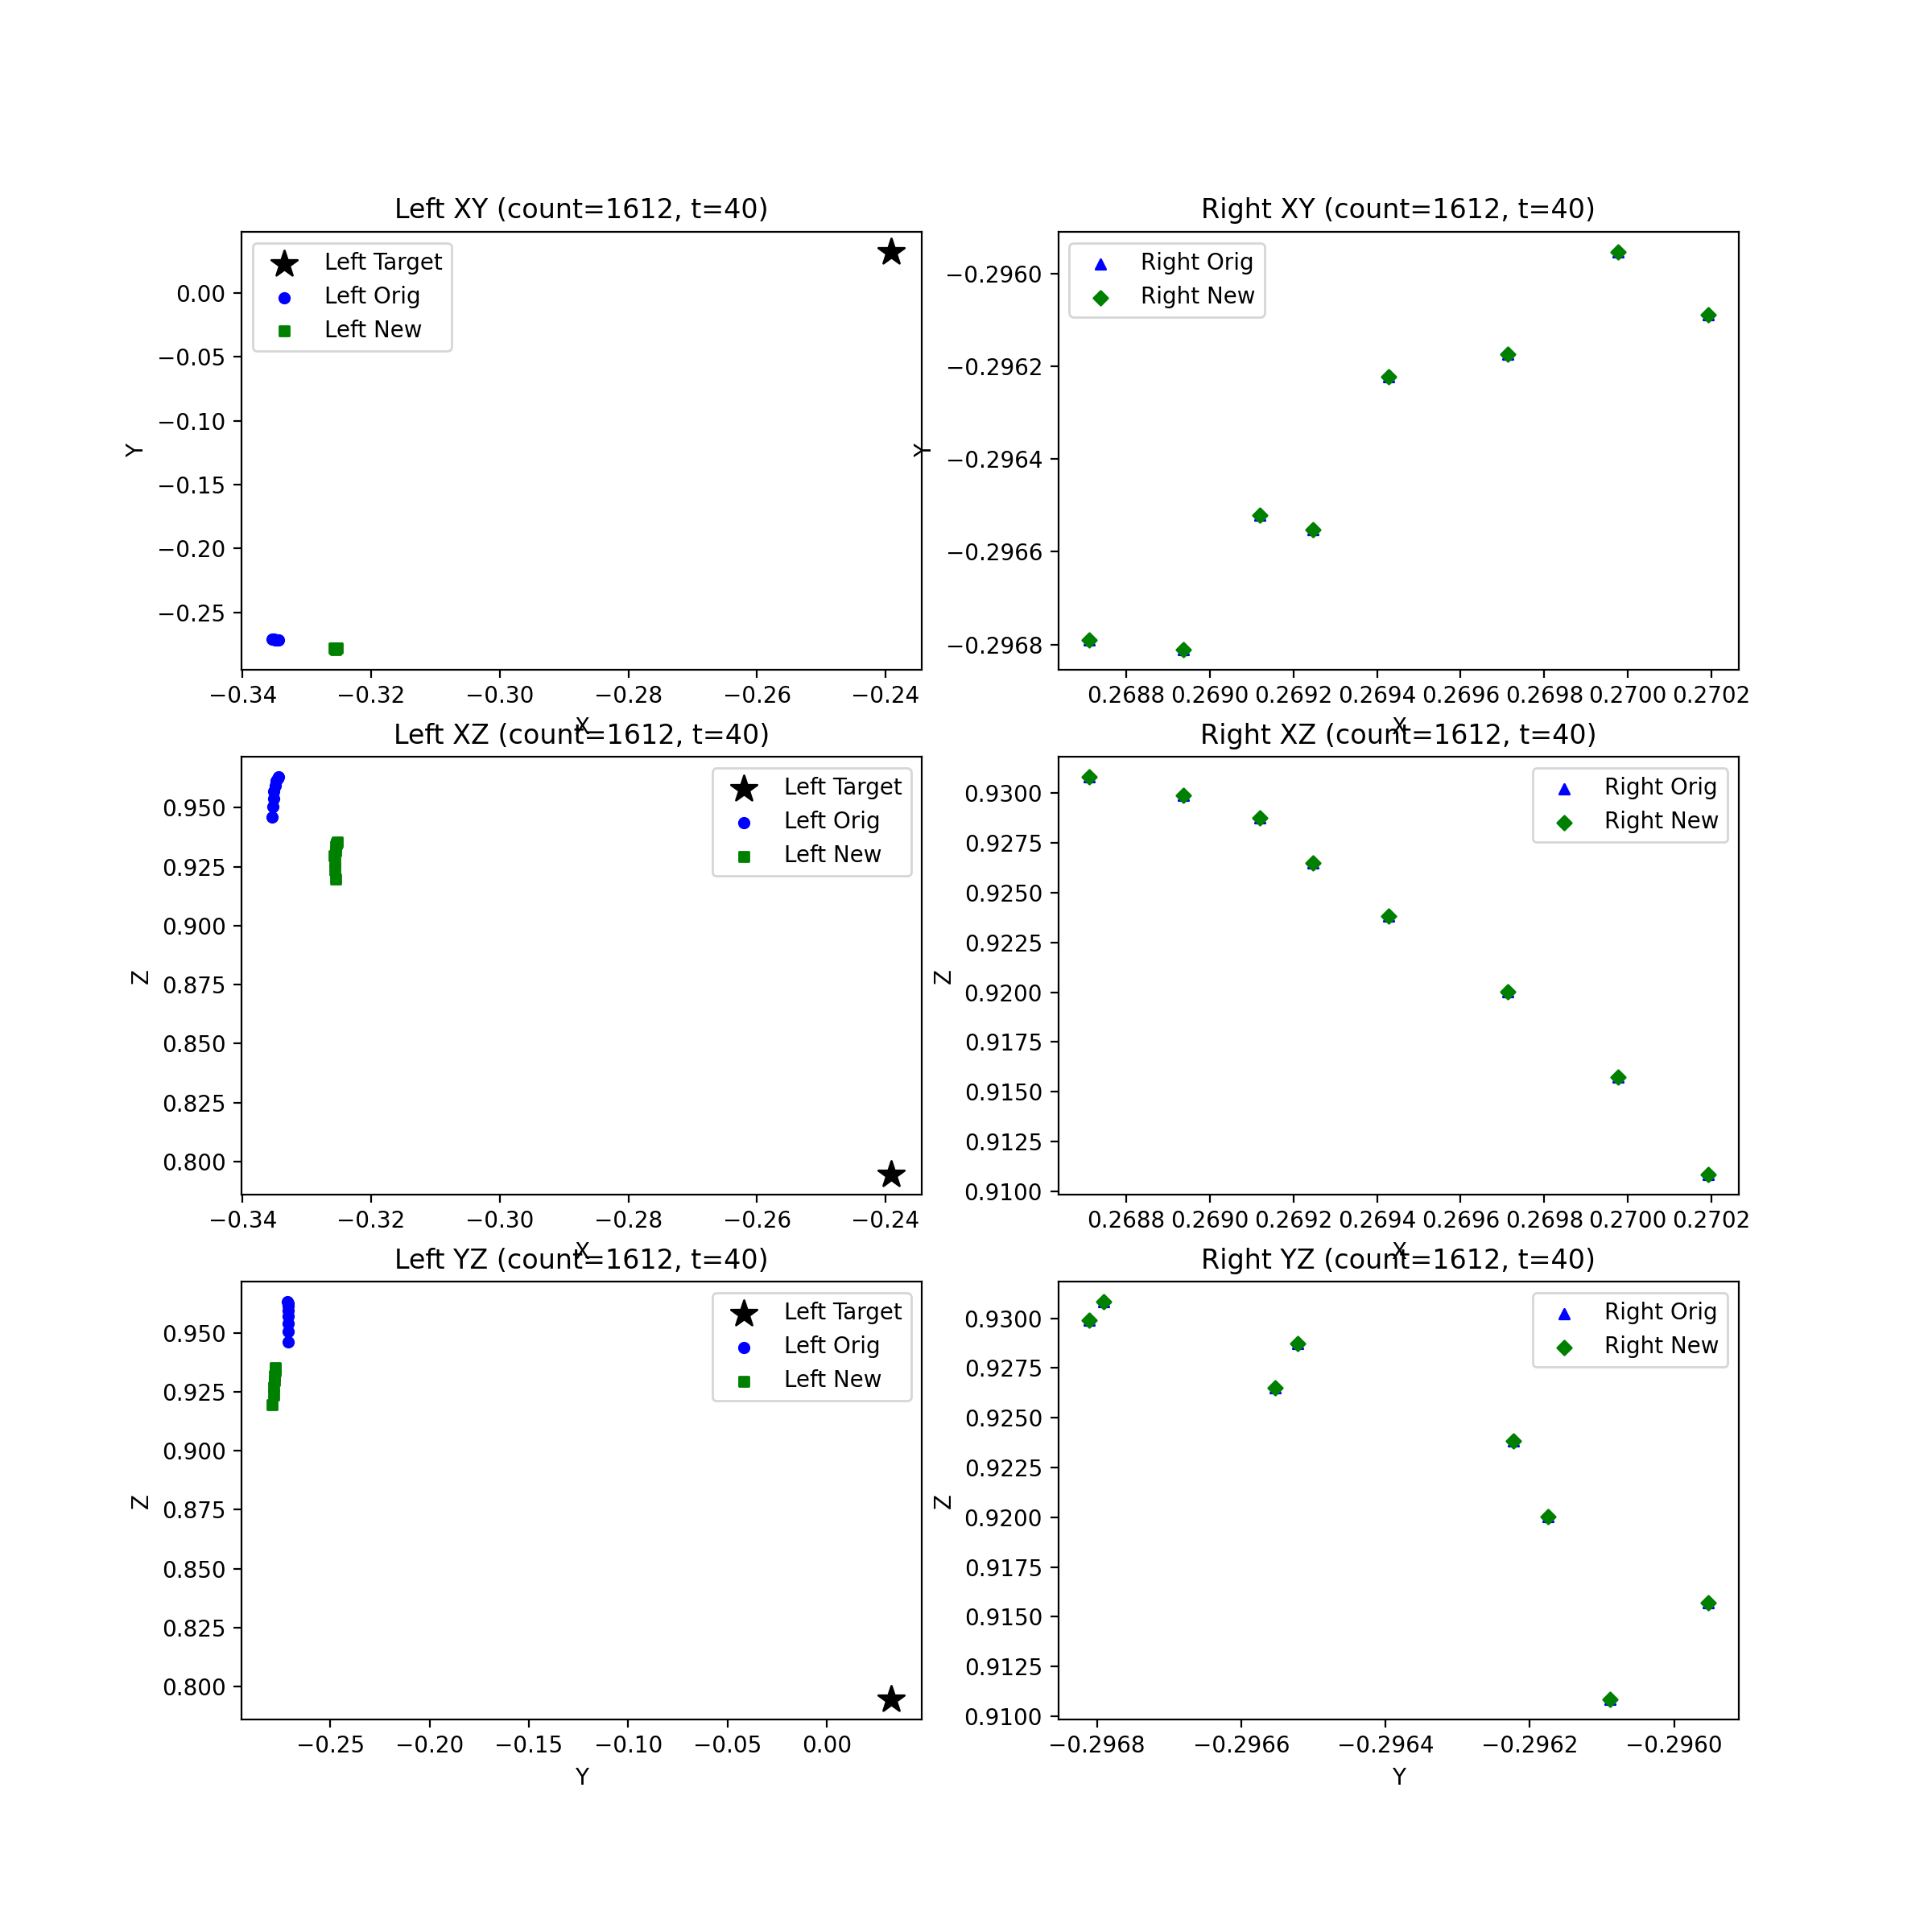 Left XY (count=1612, t=40)
Left Target
Left Orig
Left New
0.00
−0.05
−0.10
−0.15
−0.20
−0.25
Y
−0.34 −0.32 −0.30 −0.28 −0.26 −0.24
X
Right XY (count=1612, t=40)
Right Orig
Right New
−0.2960
−0.2962
−0.2964
−0.2966
−0.2968
Y
0.2688 0.2690 0.2692 0.2694 0.2696 0.2698 0.2700 0.2702
X
Left XZ (count=1612, t=40)
Left Target
Left Orig
Left New
0.950
0.925
0.900
0.875
0.850
0.825
0.800
Z
−0.34 −0.32 −0.30 −0.28 −0.26 −0.24
X
Right XZ (count=1612, t=40)
Right Orig
Right New
0.9300
0.9275
0.9250
0.9225
0.9200
0.9175
0.9150
0.9125
0.9100
Z
0.2688 0.2690 0.2692 0.2694 0.2696 0.2698 0.2700 0.2702
X
Left YZ (count=1612, t=40)
Left Target
Left Orig
Left New
0.950
0.925
0.900
0.875
0.850
0.825
0.800
Z
−0.25 −0.20 −0.15 −0.10 −0.05 0.00
Y
Right YZ (count=1612, t=40)
Right Orig
Right New
0.9300
0.9275
0.9250
0.9225
0.9200
0.9175
0.9150
0.9125
0.9100
Z
−0.2968 −0.2966 −0.2964 −0.2962 −0.2960
Y